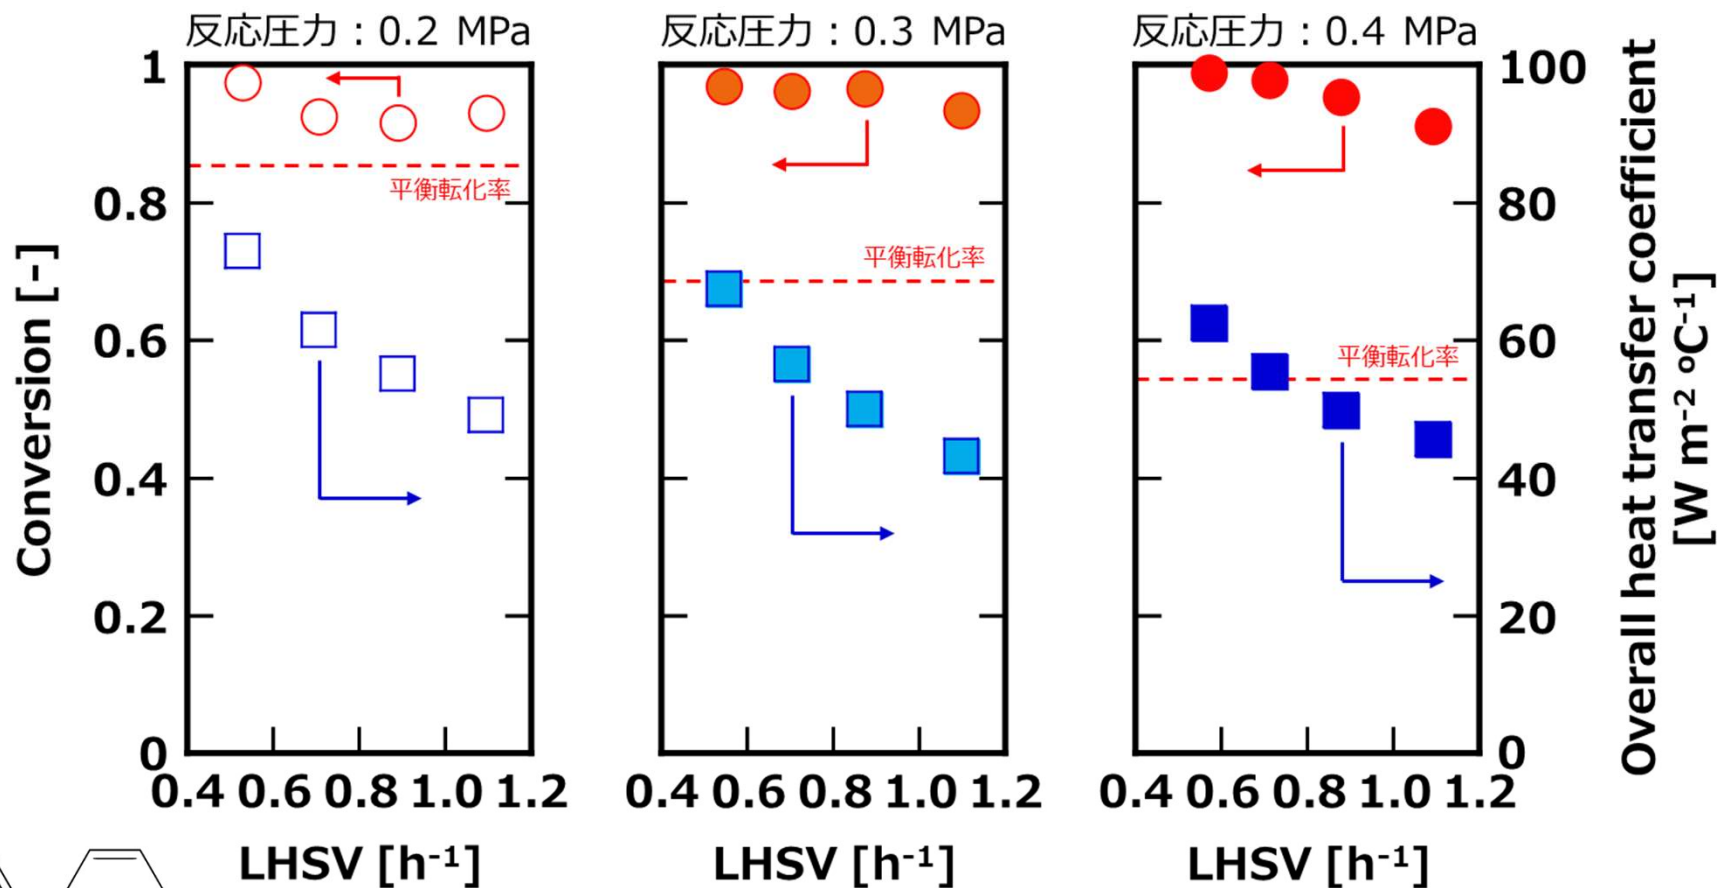 反応圧力：0.2 MPa
反応圧力：0.3 MPa
反応圧力：0.4 MPa
Conversion [-]
1
0.8
0.6
0.4
0.2
0
平衡転化率
平衡転化率
平衡転化率
100
80
60
40
20
0
Overall heat transfer coefficient
[W m⁻² ºC⁻¹]
0.4 0.6 0.8 1.0 1.2
0.4 0.6 0.8 1.0 1.2
0.4 0.6 0.8 1.0 1.2
LHSV [h⁻¹]
LHSV [h⁻¹]
LHSV [h⁻¹]